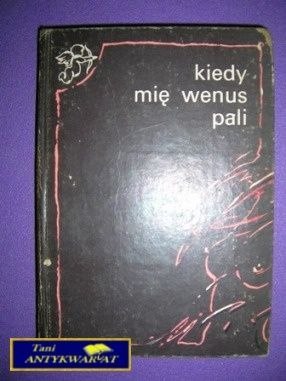 kiedy
mię wenus
pali
Tani
ANTYKWARIAT